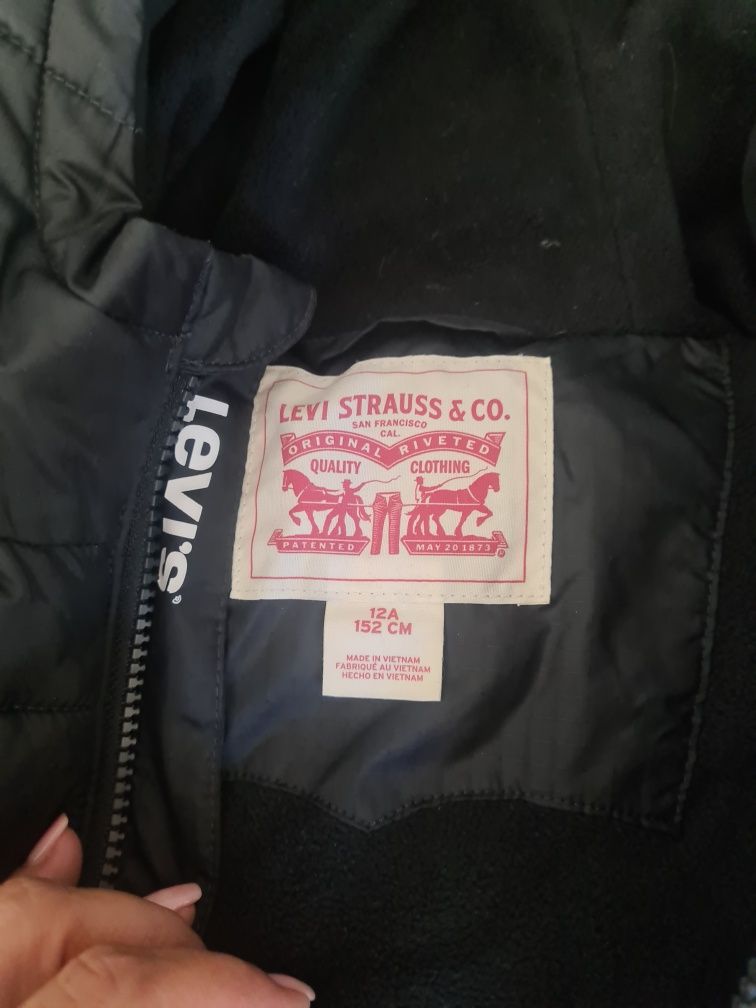 LEVI STRAUSS & CO.
SAN FRANCISCO
CAL.
ORIGINAL RIVETED
QUALITY CLOTHING
PATENTED MAY 20 1873
LEVI'S®
12A
152 CM
MADE IN VIETNAM
FABRIQUÉ AU VIETNAM
HECHO EN VIETNAM